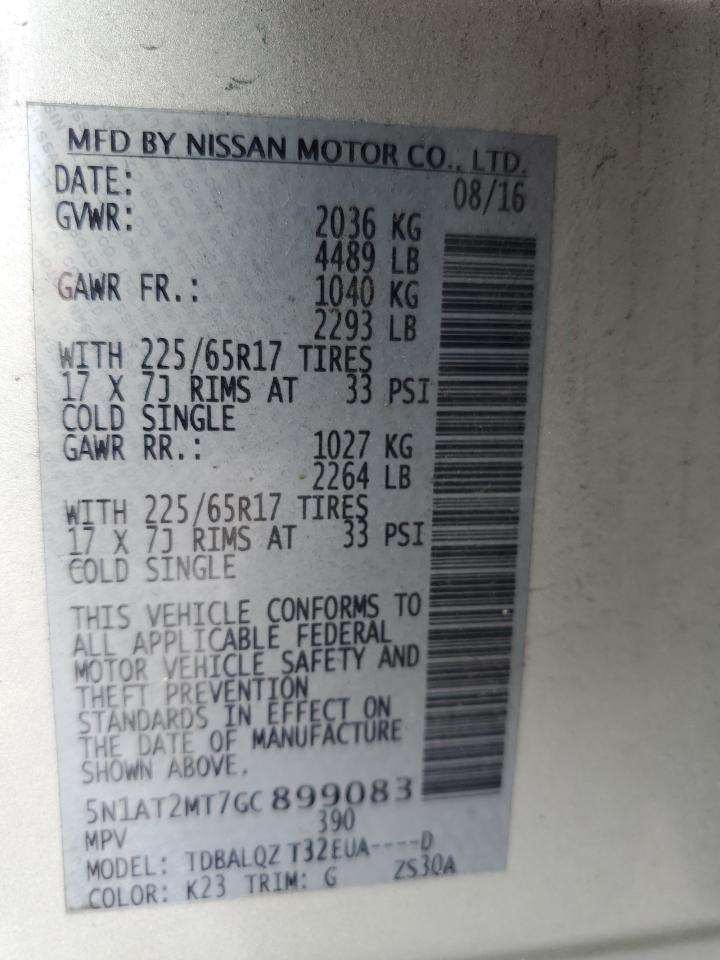 MFD BY NISSAN MOTOR CO., LTD.
DATE: 08/16
GVWR: 2036 KG
4489 LB
GAWR FR.: 1040 KG
2293 LB
WITH 225/65R17 TIRES
17 X 7J RIMS AT 33 PSI
COLD SINGLE
GAWR RR.: 1027 KG
2264 LB
WITH 225/65R17 TIRES
17 X 7J RIMS AT 33 PSI
COLD SINGLE
THIS VEHICLE CONFORMS TO
ALL APPLICABLE FEDERAL
MOTOR VEHICLE SAFETY AND
THEFT PREVENTION
STANDARDS IN EFFECT ON
THE DATE OF MANUFACTURE
SHOWN ABOVE.
5N1AT2MT7GC899083
MPV 390
MODEL: TDBALQZ T32EUA----D
COLOR: K23 TRIM: G ZS30A